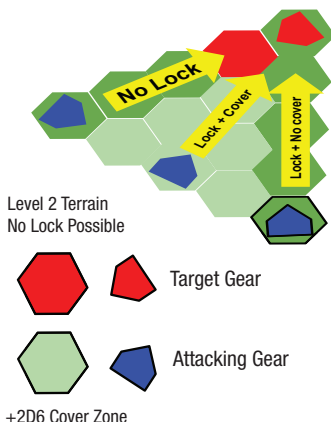 No Lock
Lock + Cover
Lock + No cover
Level 2 Terrain
No Lock Possible
Target Gear
Attacking Gear
+2D6 Cover Zone